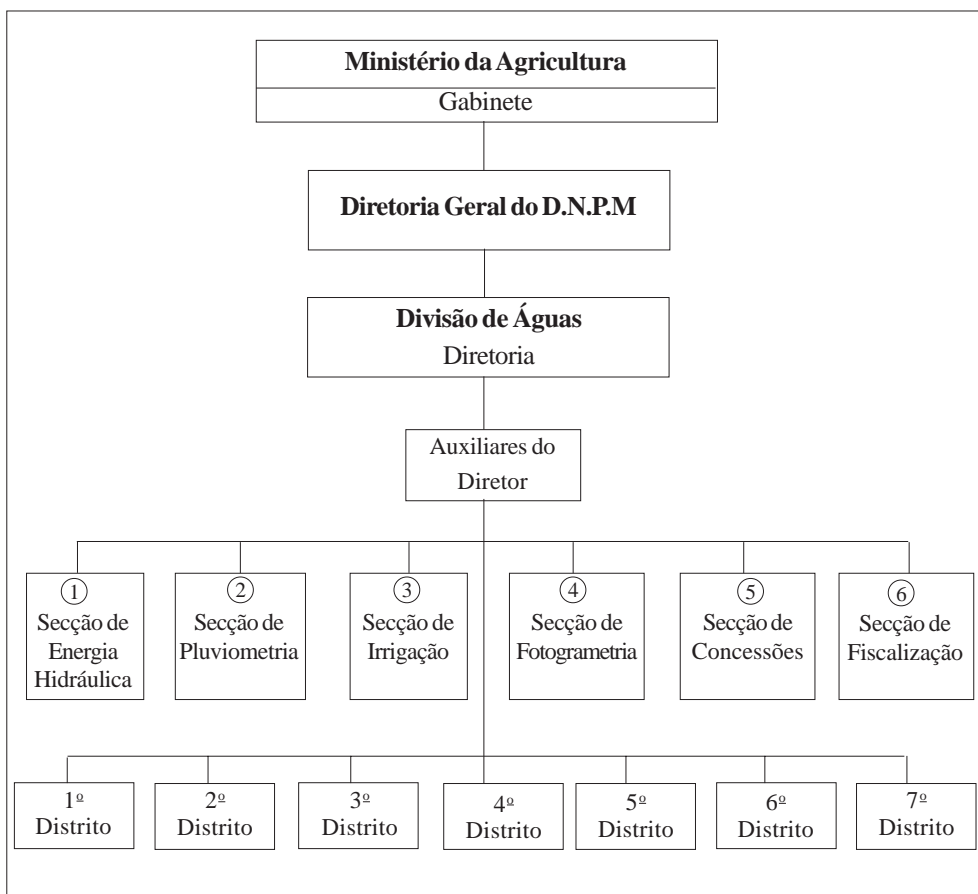 Ministério da Agricultura
Gabinete
Diretoria Geral do D.N.P.M
Divisão de Águas
Diretoria
Auxiliares do
Diretor
1
Secção de
Energia
Hidráulica
2
Secção de
Pluviometria
3
Secção de
Irrigação
4
Secção de
Fotogrametria
5
Secção de
Concessões
6
Secção de
Fiscalização
1º
Distrito
2º
Distrito
3º
Distrito
4º
Distrito
5º
Distrito
6º
Distrito
7º
Distrito